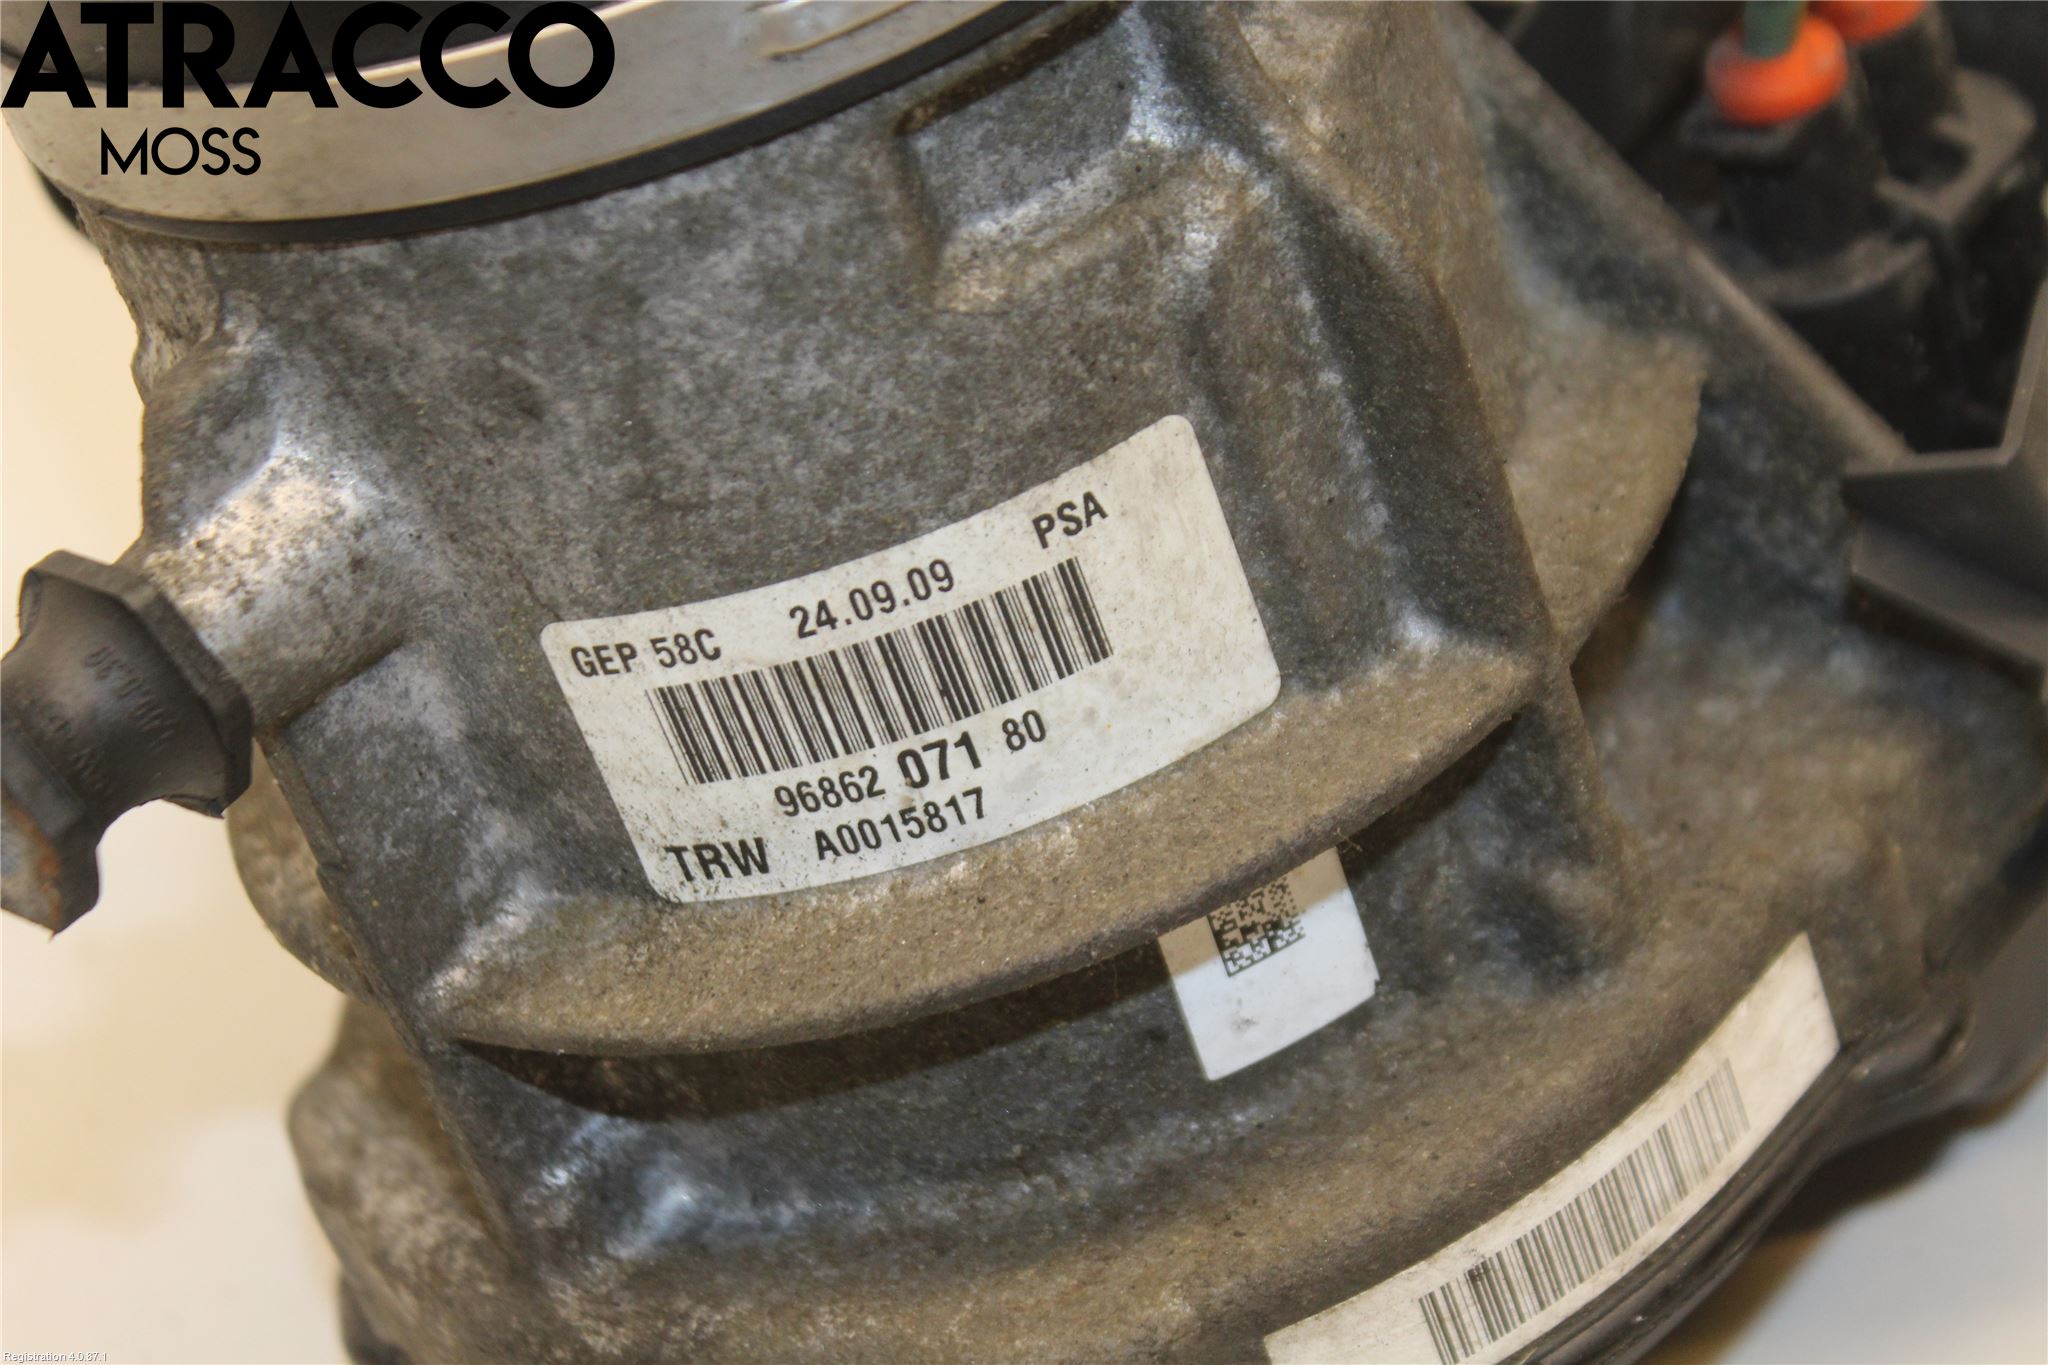 ATRACCO
MOSS
GEP 58C 24.09.09 PSA
96862 071 80
TRW A0015817
Registration 4.0.87.1